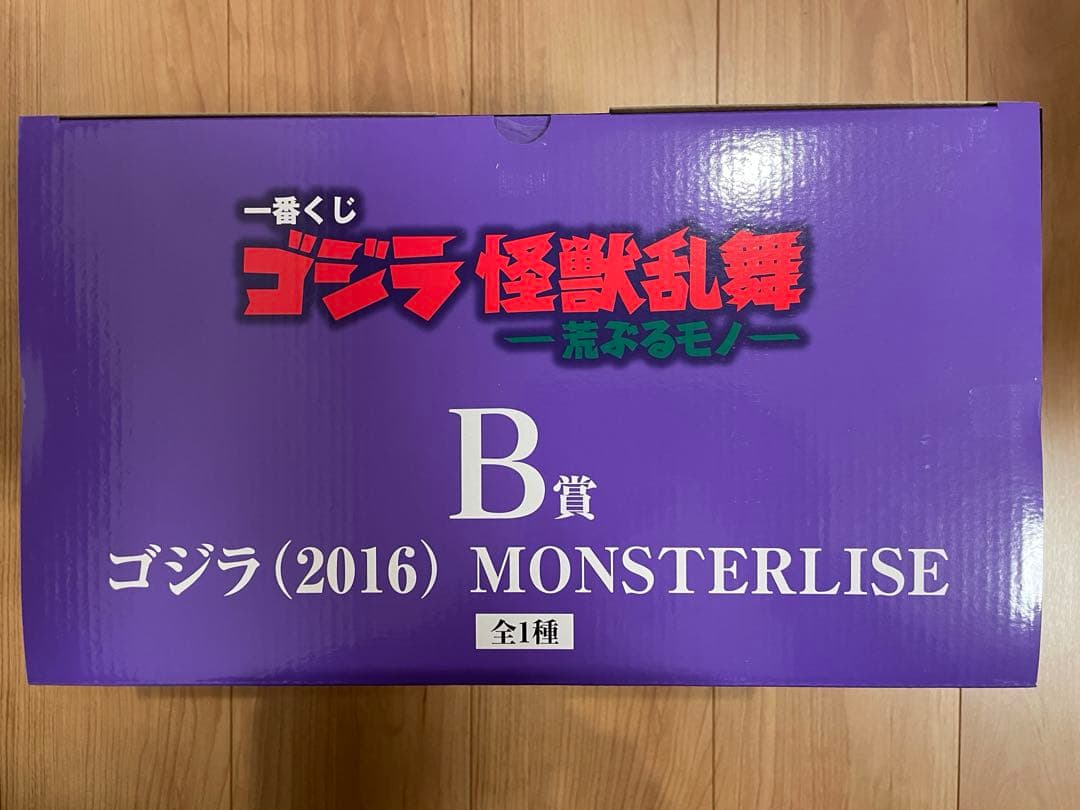 一番くじ
ゴジラ 怪獣乱舞
―荒ぶるモノ―
B賞
ゴジラ(2016) MONSTERLISE
全1種